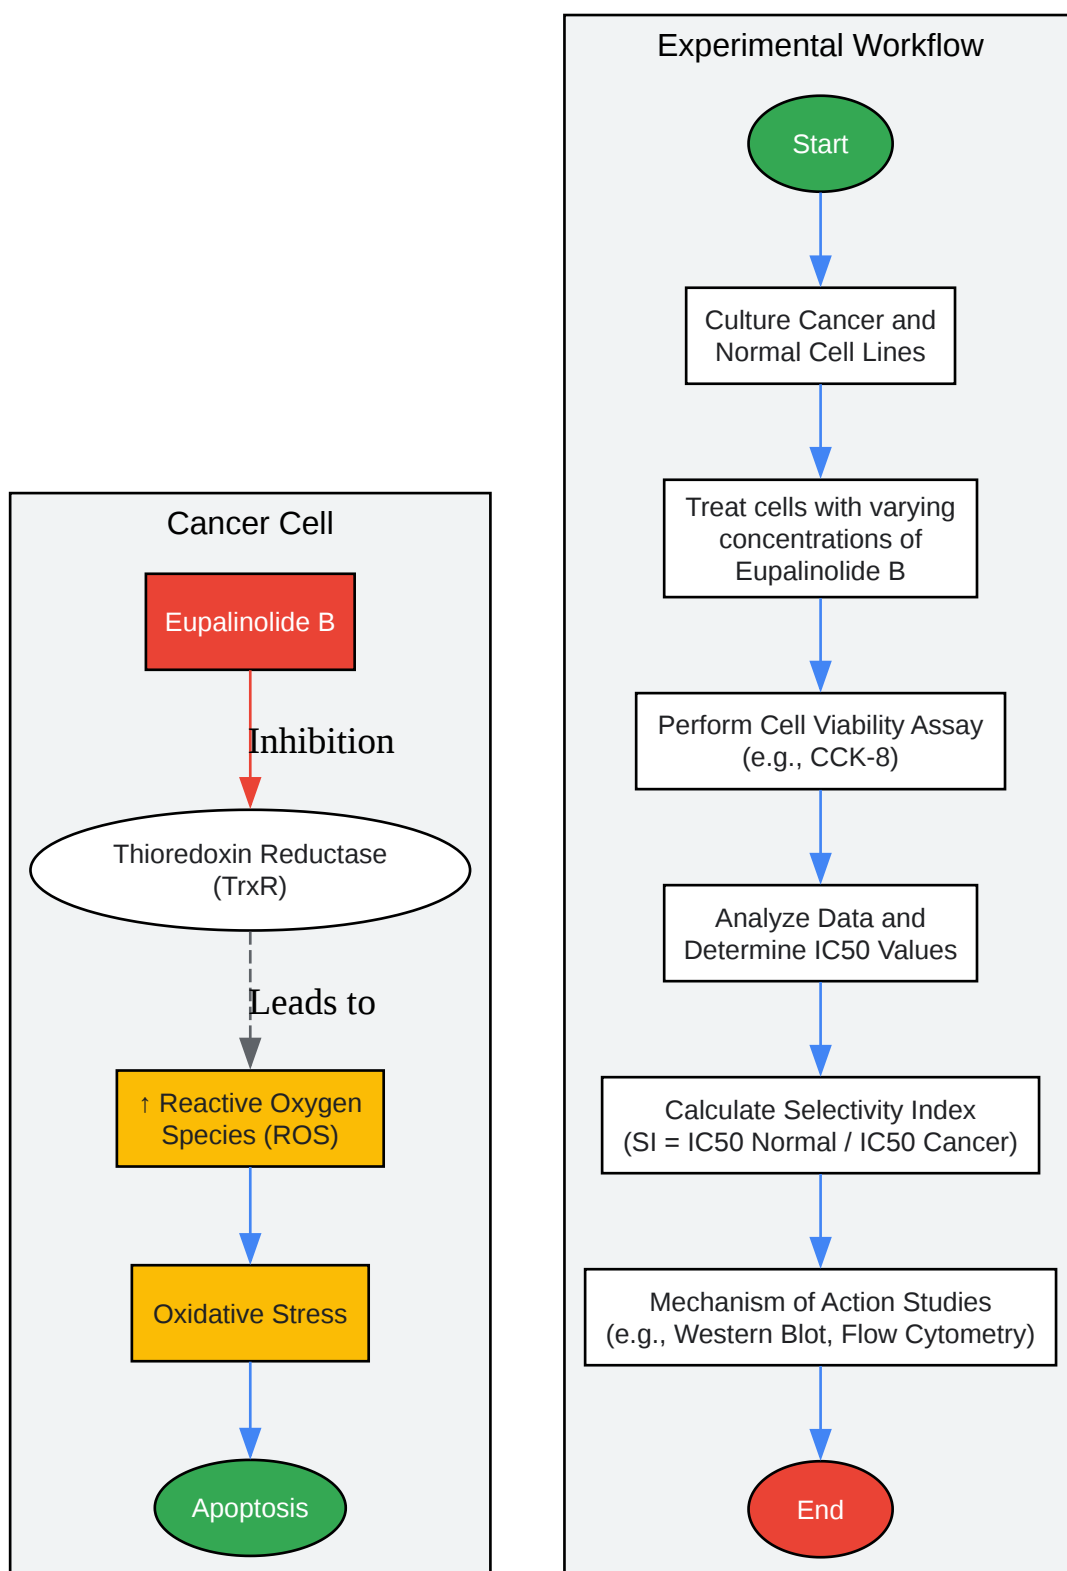 Cancer Cell
Eupalinolide B
Inhibition
Thioredoxin Reductase
(TrxR)
Leads to
↑ Reactive Oxygen
Species (ROS)
Oxidative Stress
Apoptosis
Experimental Workflow
Start
Culture Cancer and
Normal Cell Lines
Treat cells with varying
concentrations of
Eupalinolide B
Perform Cell Viability Assay
(e.g., CCK-8)
Analyze Data and
Determine IC50 Values
Calculate Selectivity Index
(SI = IC50 Normal / IC50 Cancer)
Mechanism of Action Studies
(e.g., Western Blot, Flow Cytometry)
End